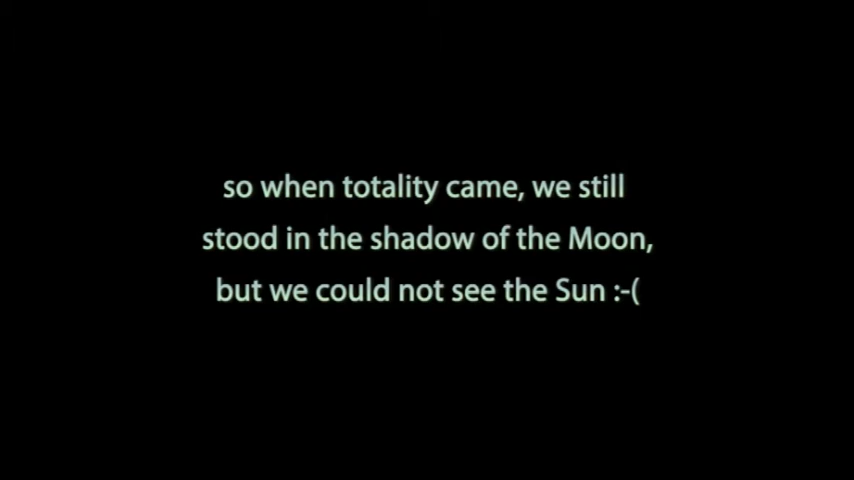 so when totality came, we still
stood in the shadow of the Moon,
but we could not see the Sun :-(